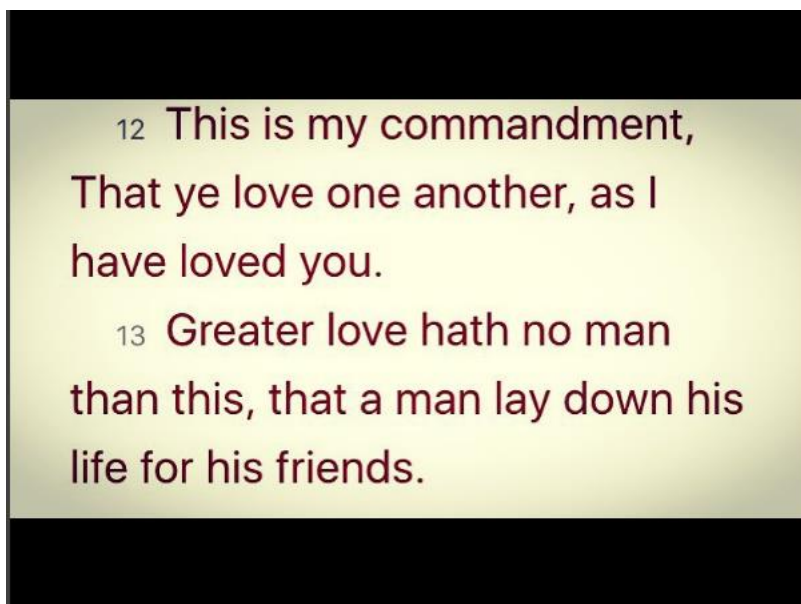 12 This is my commandment,
That ye love one another, as I
have loved you.
13 Greater love hath no man
than this, that a man lay down his
life for his friends.